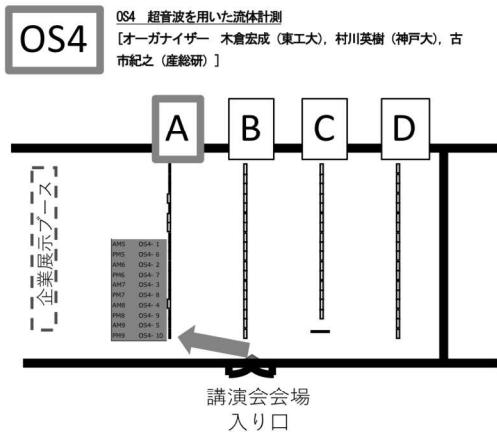 OS4
OS4 超音波を用いた流体計測
[オーガナイザー 木倉宏成（東工大），村川英樹（神戸大），古
市紀之（産総研）]
A
B
C
D
企業展示ブース
AM5 OS4- 1
PM5 OS4- 6
AM6 OS4- 2
PM6 OS4- 7
AM7 OS4- 3
PM7 OS4- 8
AM8 OS4- 4
PM8 OS4- 9
AM9 OS4- 5
PM9 OS4- 10
講演会会場
入り口